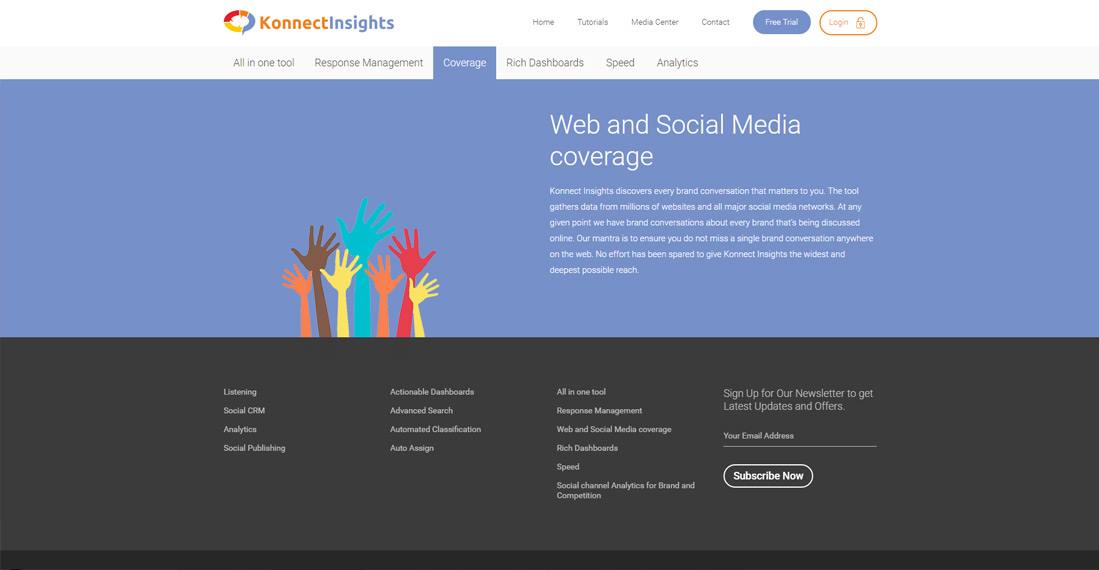 KonnectInsights
Home Tutorials Media Center Contact Free Trial Login
All in one tool Response Management Coverage Rich Dashboards Speed Analytics
Web and Social Media
coverage
Konnect Insights discovers every brand conversation that matters to you. The tool
gathers data from millions of websites and all major social media networks. At any
given point we have brand conversations about every brand that's being discussed
online. Our mantra is to ensure you do not miss a single brand conversation anywhere
on the web. No effort has been spared to give Konnect Insights the widest and
deepest possible reach.
Listening
Social CRM
Analytics
Social Publishing
Actionable Dashboards
Advanced Search
Automated Classification
Auto Assign
All in one tool
Response Management
Web and Social Media coverage
Rich Dashboards
Speed
Social channel Analytics for Brand and
Competition
Sign Up for Our Newsletter to get
Latest Updates and Offers.
Your Email Address
Subscribe Now